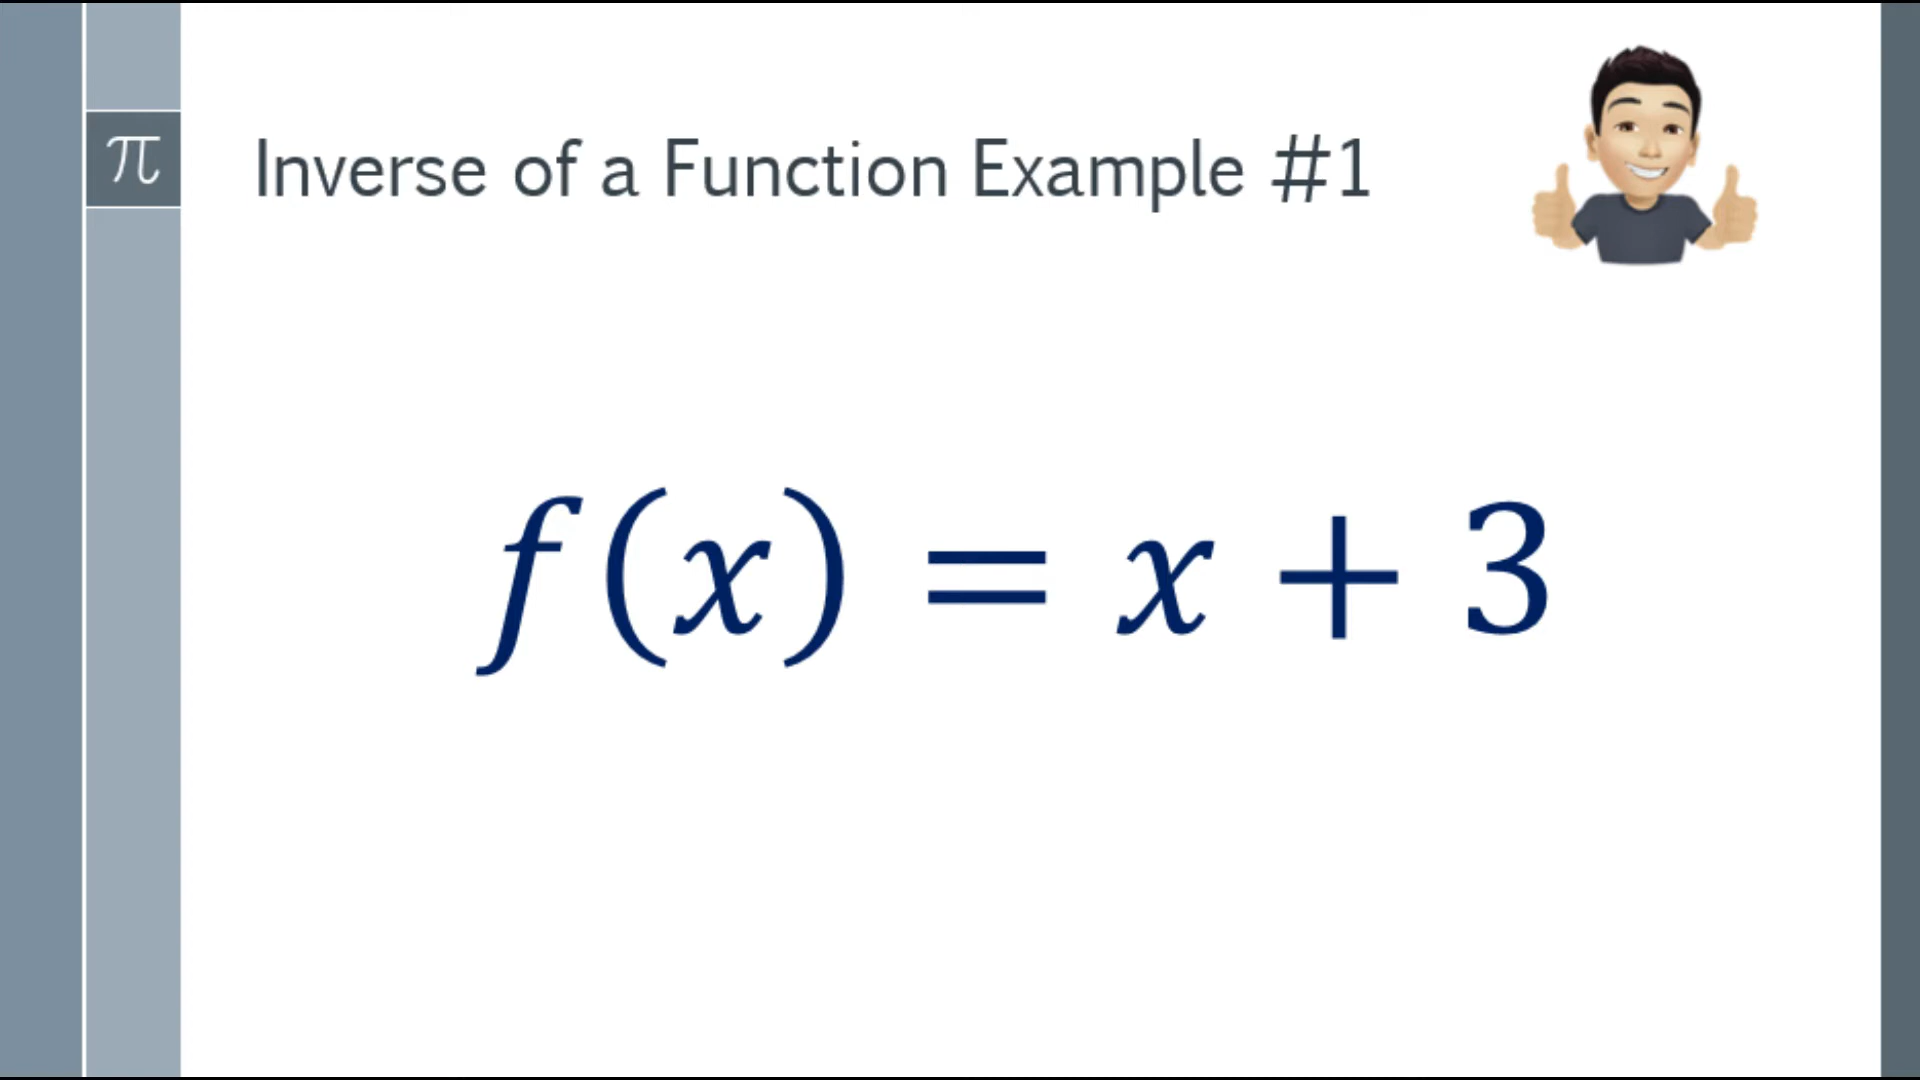 π
Inverse of a Function Example #1
f(x) = x + 3